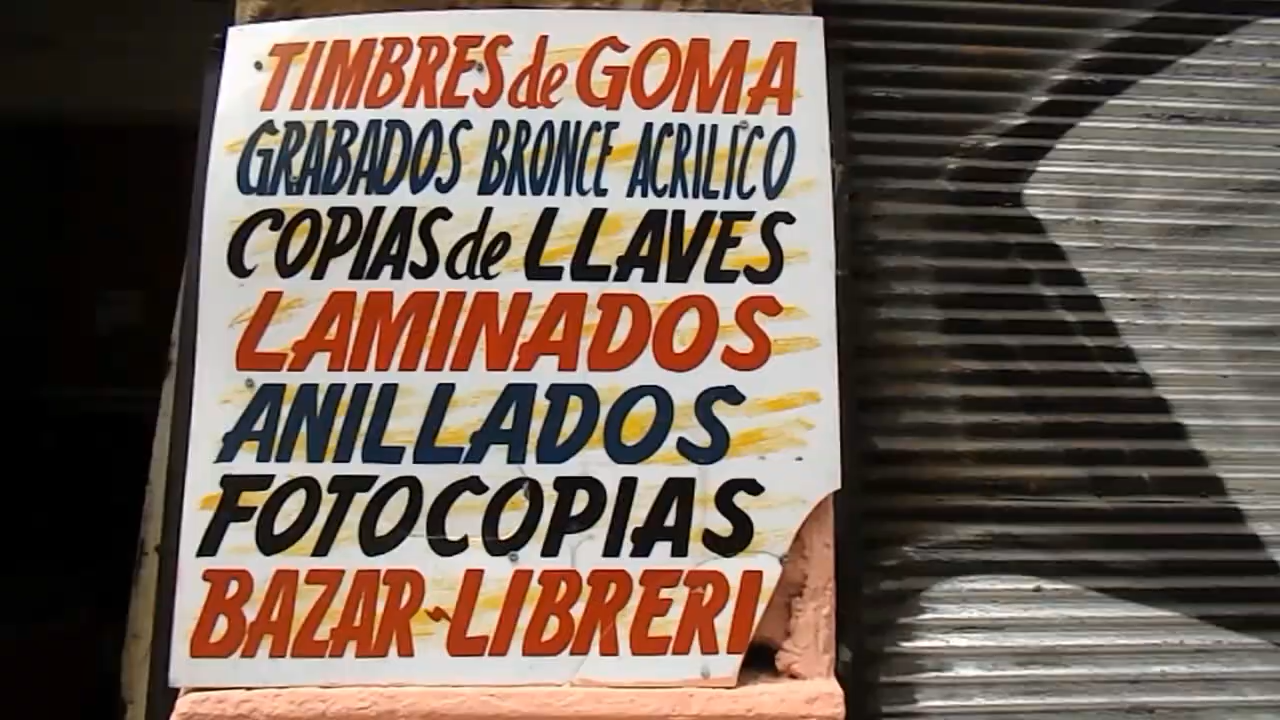 TIMBRES de GOMA
GRABADOS BRONCE ACRILICO
COPIAS de LLAVES
LAMINADOS
ANILLADOS
FOTOCOPIAS
BAZAR-LIBRERI